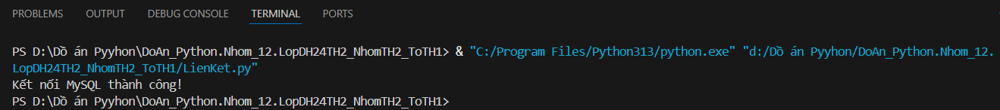 PROBLEMS OUTPUT DEBUG CONSOLE TERMINAL PORTS
PS D:\Dồ án Pyyhon\DoAn_Python.Nhom_12.LopDH24TH2_NhomTH2_ToTH1> & "C:/Program Files/Python313/python.exe" "d:/Dồ án Pyyhon/DoAn_Python.Nhom_12.
LopDH24TH2_NhomTH2_ToTH1/LienKet.py"
Kết nối MySQL thành công!
PS D:\Dồ án Pyyhon\DoAn_Python.Nhom_12.LopDH24TH2_NhomTH2_ToTH1>